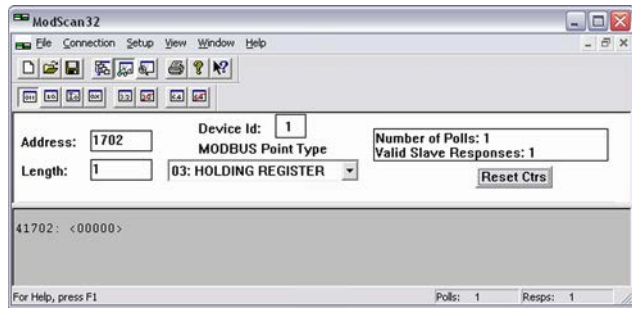 ModScan32
File Connection Setup View Window Help
Device Id: 1
Address: 1702
MODBUS Point Type
Number of Polls: 1
Valid Slave Responses: 1
Length: 1
03: HOLDING REGISTER
Reset Ctrs
41702: <00000>
For Help, press F1
Polls: 1
Resps: 1